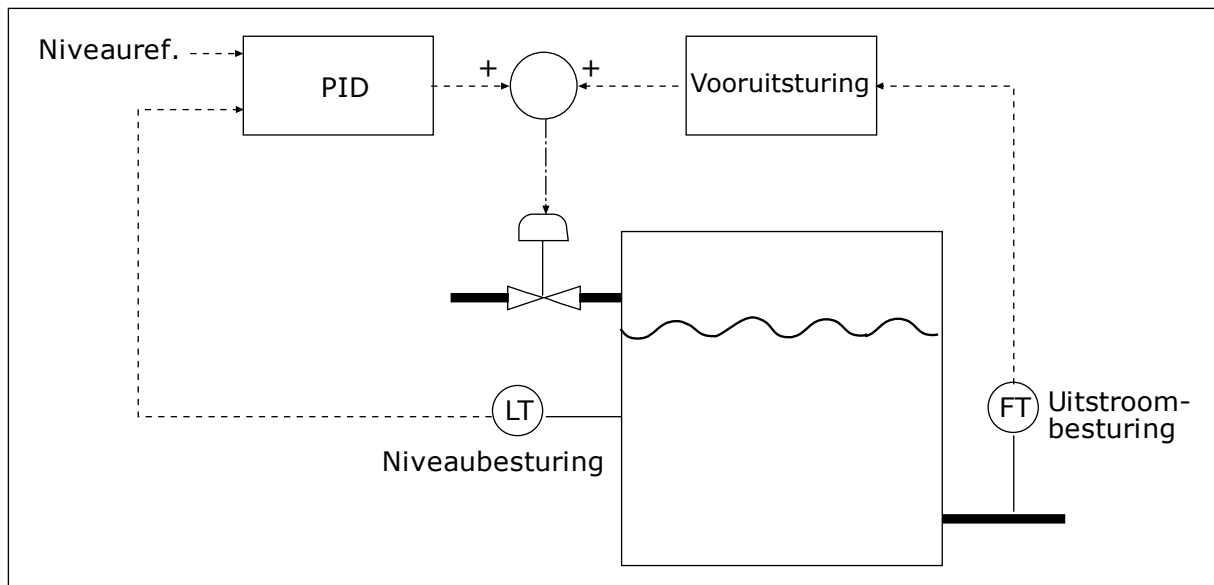 Niveauref.
PID
+
+
Vooruitsturing
LT
Niveaubesturing
FT
Uitstroom-
besturing